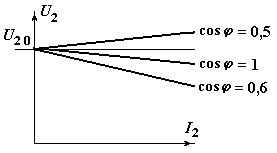 U2
U20
cos φ = 0,5
cos φ = 1
cos φ = 0,6
I2